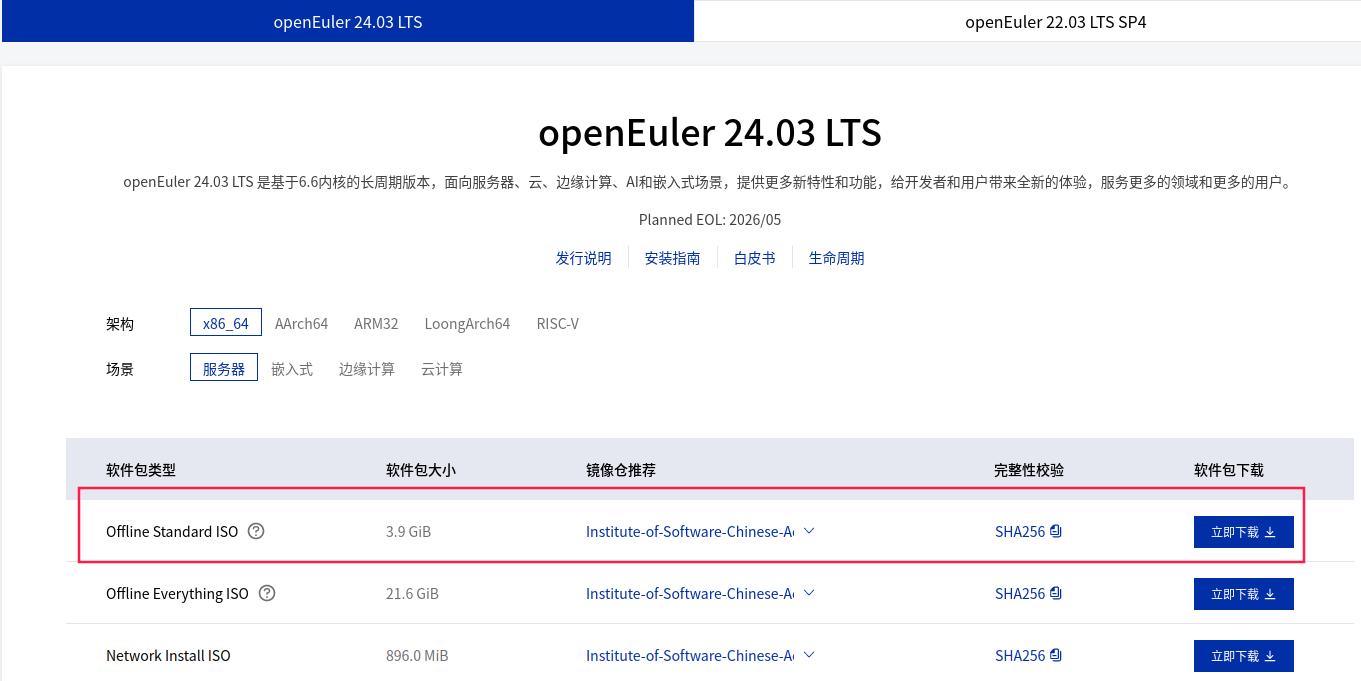 openEuler 24.03 LTS openEuler 22.03 LTS SP4
openEuler 24.03 LTS
openEuler 24.03 LTS 是基于6.6内核的长周期版本，面向服务器、云、边缘计算、AI和嵌入式场景，提供更多新特性和功能，给开发者和用户带来全新的体验，服务更多的领域和更多的用户。
Planned EOL: 2026/05
发行说明 安装指南 白皮书 生命周期
架构 x86_64 AArch64 ARM32 LoongArch64 RISC-V
场景 服务器 嵌入式 边缘计算 云计算
软件包类型 软件包大小 镜像仓推荐 完整性校验 软件包下载
Offline Standard ISO 3.9 GiB Institute-of-Software-Chinese-A SHA256 立即下载
Offline Everything ISO 21.6 GiB Institute-of-Software-Chinese-A SHA256 立即下载
Network Install ISO 896.0 MiB Institute-of-Software-Chinese-A SHA256 立即下载